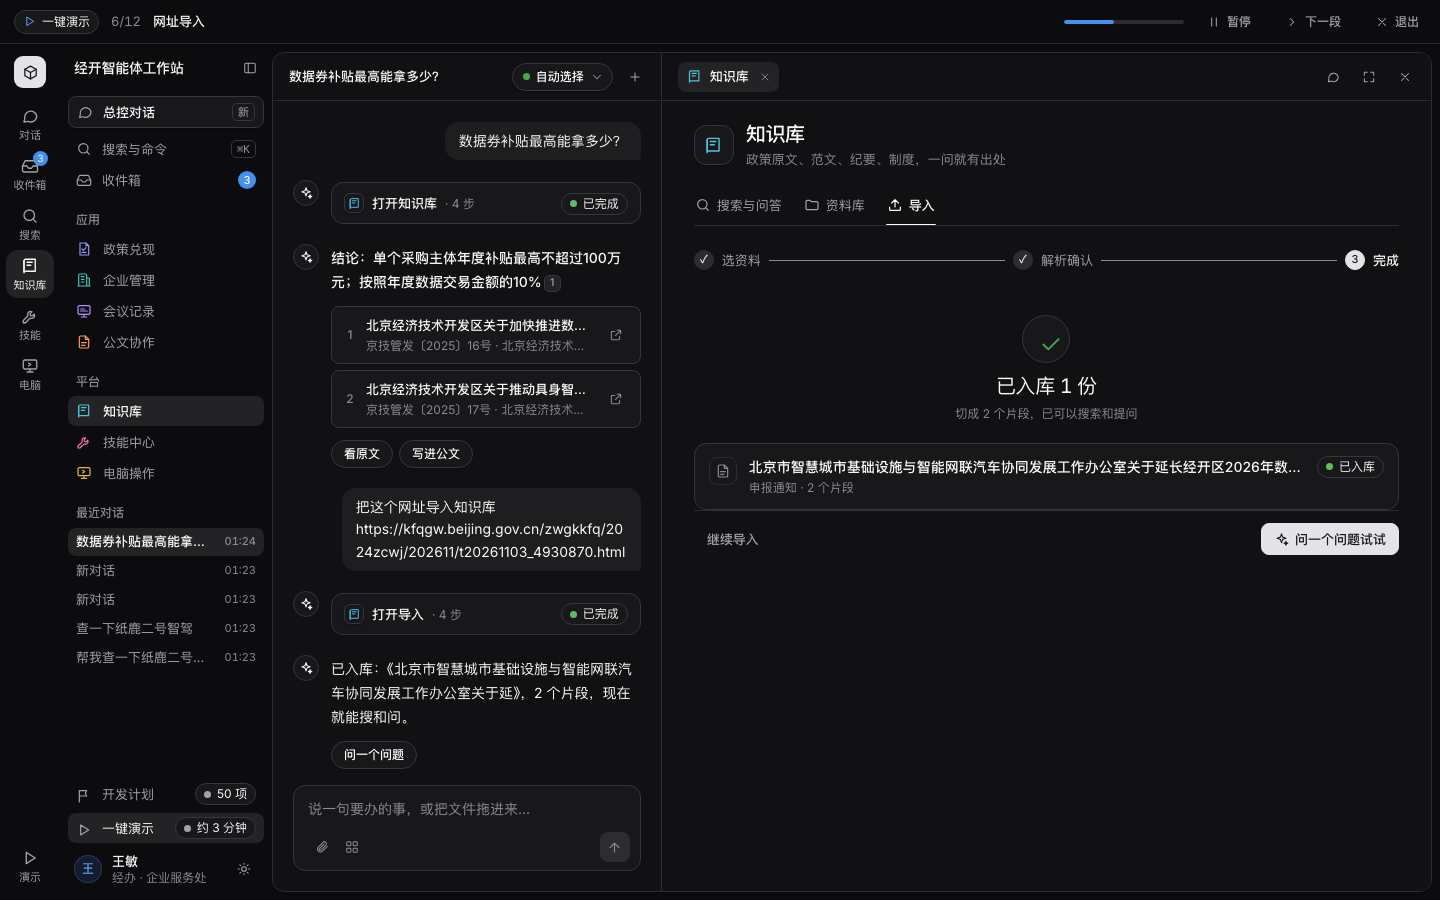 一键演示
6/12
网址导入
暂停
下一段
退出
经开智能体工作站
对话
3
收件箱
搜索
知识库
技能
电脑
演示
总控对话
新
搜索与命令
⌘K
收件箱
3
应用
政策兑现
企业管理
会议记录
公文协作
平台
知识库
技能中心
电脑操作
最近对话
数据券补贴最高能拿... 01:24
新对话 01:23
新对话 01:23
查一下纸鹿二号智驾 01:23
帮我查一下纸鹿二号... 01:23
开发计划
50 项
一键演示
约 3 分钟
王
王敏
经办 · 企业服务处
数据券补贴最高能拿多少?
自动选择
数据券补贴最高能拿多少?
打开知识库 · 4 步
已完成
结论：单个采购主体年度补贴最高不超过100万
元；按照年度数据交易金额的10% 1
1
北京经济技术开发区关于加快推进数...
京技管发〔2025〕16号 · 北京经济技术...
2
北京经济技术开发区关于推动具身智...
京技管发〔2025〕17号 · 北京经济技术...
看原文
写进公文
把这个网址导入知识库
https://kfqgw.beijing.gov.cn/zwgkkfq/20
24zcwj/202611/t20261103_4930870.html
打开导入 · 4 步
已完成
已入库：《北京市智慧城市基础设施与智能网联汽
车协同发展工作办公室关于延》，2 个片段，现在
就能搜和问。
问一个问题
说一句要办的事，或把文件拖进来...
知识库
知识库
政策原文、范文、纪要、制度，一问就有出处
搜索与问答
资料库
导入
选资料
解析确认
3
完成
已入库 1 份
切成 2 个片段，已可以搜索和提问
北京市智慧城市基础设施与智能网联汽车协同发展工作办公室关于延长经开区2026年数...
已入库
申报通知 · 2 个片段
继续导入
问一个问题试试